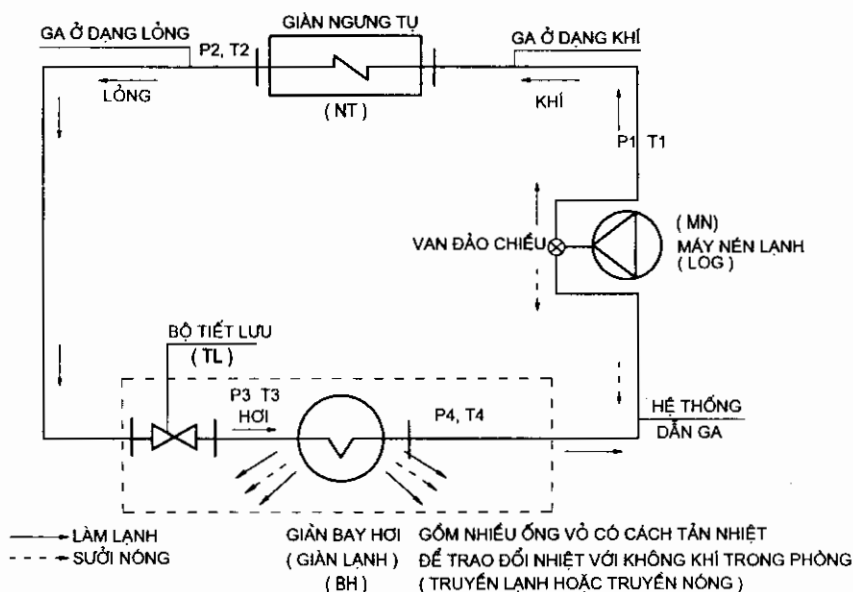 GIÀN NGƯNG TỤ
GA Ở DẠNG LỎNG
P2, T2
GA Ở DẠNG KHÍ
LỎNG
KHÍ
( NT )
P1 T1
VAN ĐẢO CHIỀU
( MN )
MÁY NÉN LẠNH
( LOG )
BỘ TIẾT LƯU
( TL )
P3 T3
HƠI
P4, T4
HỆ THỐNG
DẪN GA
LÀM LẠNH
SƯỞI NÓNG
GIÀN BAY HƠI
( GIÀN LẠNH )
( BH )
GỒM NHIỀU ỐNG VỎ CÓ CÁCH TẢN NHIỆT
ĐỂ TRAO ĐỔI NHIỆT VỚI KHÔNG KHÍ TRONG PHÒNG
( TRUYỀN LẠNH HOẶC TRUYỀN NÓNG )